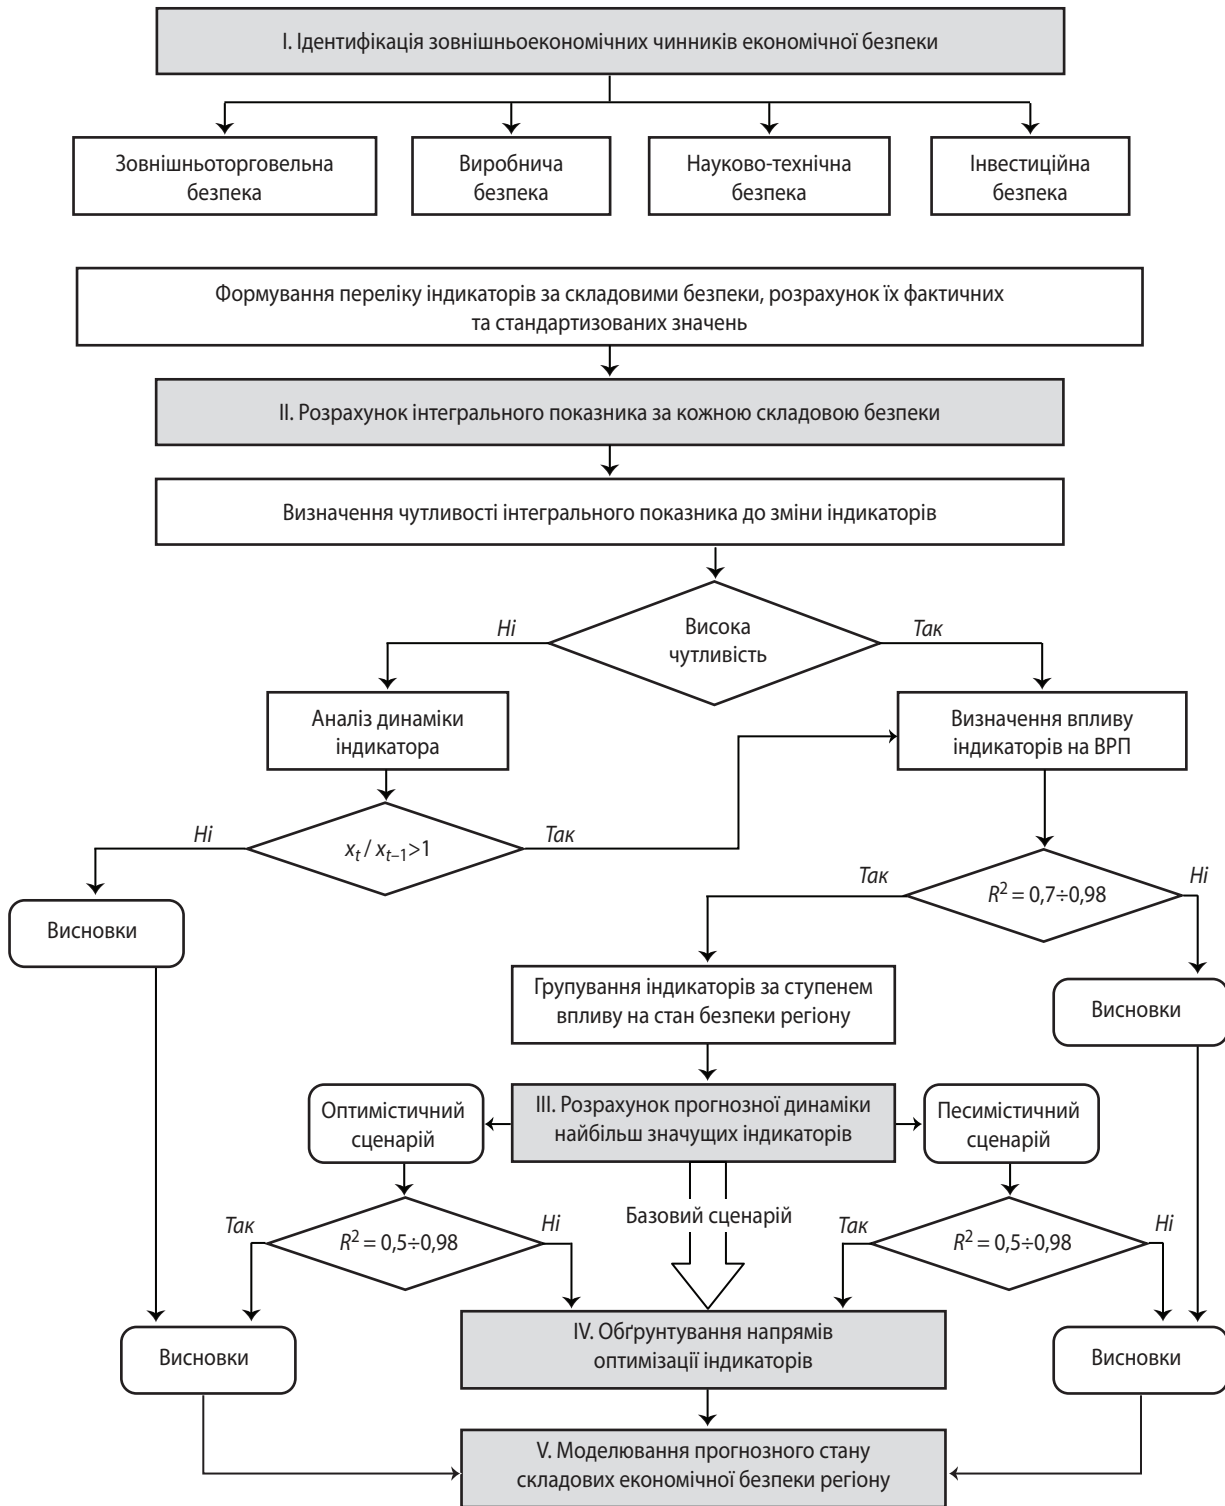 I. Ідентифікація зовнішньоекономічних чинників економічної безпеки
Зовнішньоторговельна
безпека
Виробнича
безпека
Науково-технічна
безпека
Інвестиційна
безпека
Формування переліку індикаторів за складовими безпеки, розрахунок їх фактичних
та стандартизованих значень
II. Розрахунок інтегрального показника за кожною складовою безпеки
Визначення чутливості інтегрального показника до зміни індикаторів
Ні
Висока
чутливість
Так
Аналіз динаміки
індикатора
Визначення впливу
індикаторів на ВРП
Ні
x_t / x_{t–1}>1
Так
Так
R² = 0,7÷0,98
Ні
Висновки
Групування індикаторів за ступенем
впливу на стан безпеки регіону
Висновки
Оптимістичний
сценарій
III. Розрахунок прогнозної динаміки
найбільш значущих індикаторів
Песимістичний
сценарій
Так
R² = 0,5÷0,98
Ні
Базовий сценарій
Так
R² = 0,5÷0,98
Ні
Висновки
IV. Обґрунтування напрямів
оптимізації індикаторів
Висновки
V. Моделювання прогнозного стану
складових економічної безпеки регіону